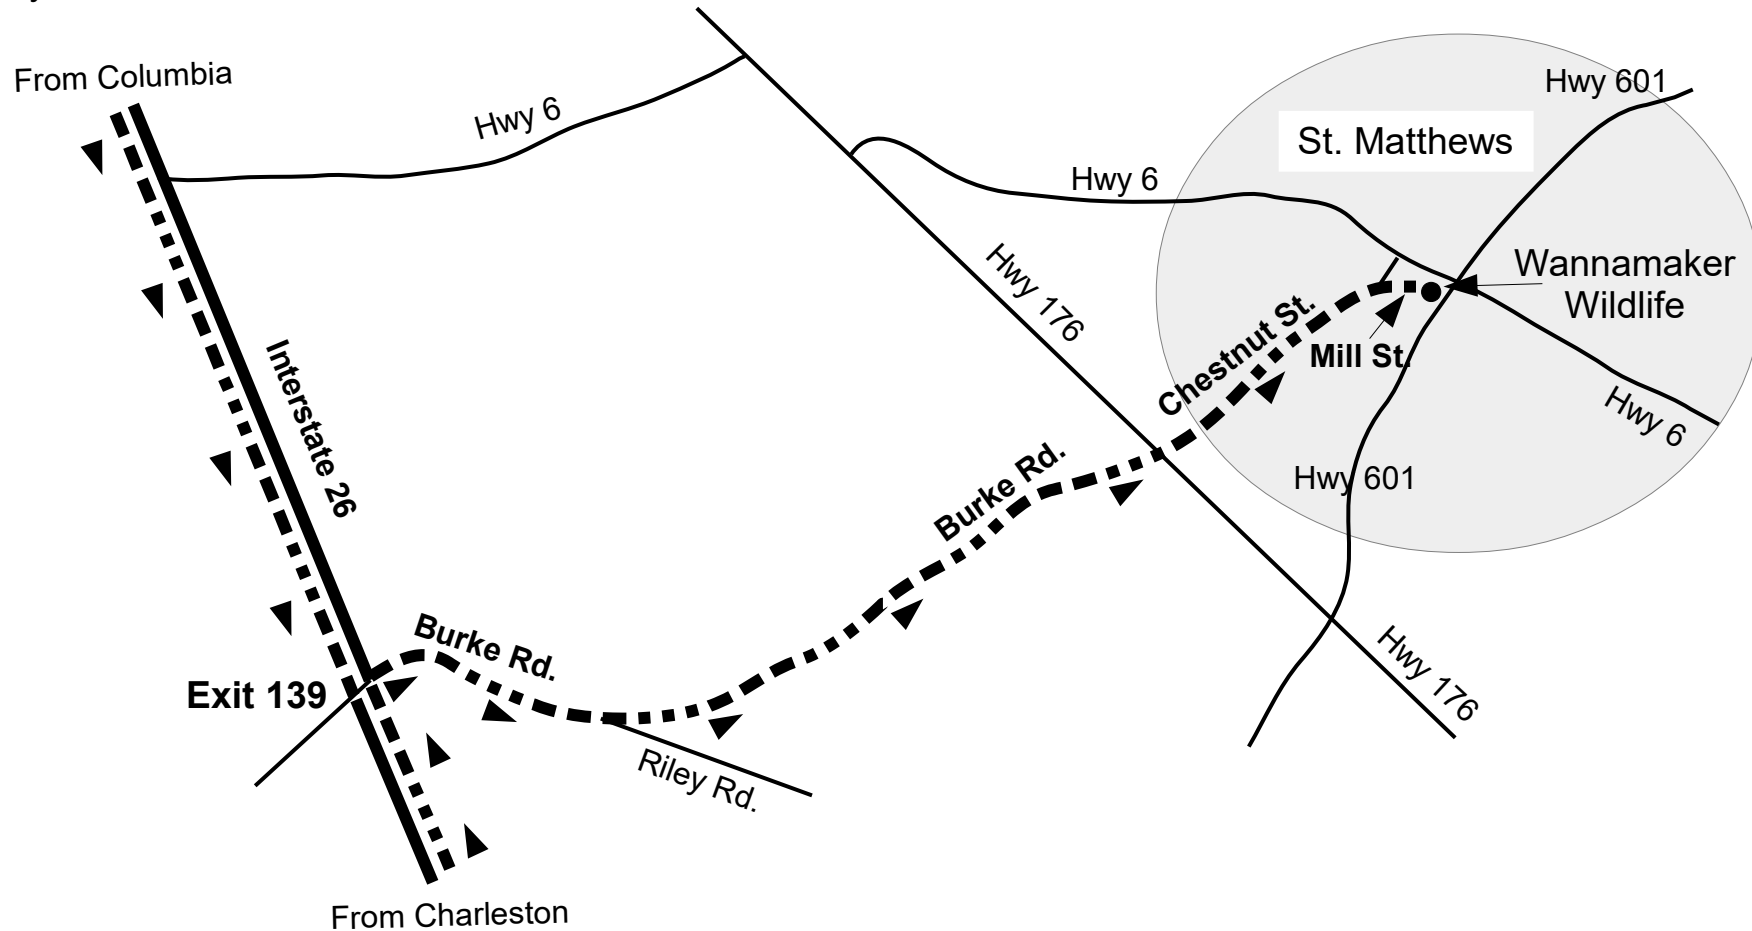 From Columbia
Hwy 6
Hwy 601
St. Matthews
Hwy 6
Hwy 176
Wannamaker
Wildlife
Chestnut St.
Mill St.
Interstate 26
Hwy 6
Burke Rd.
Hwy 601
Burke Rd.
Exit 139
Hwy 176
Riley Rd.
From Charleston